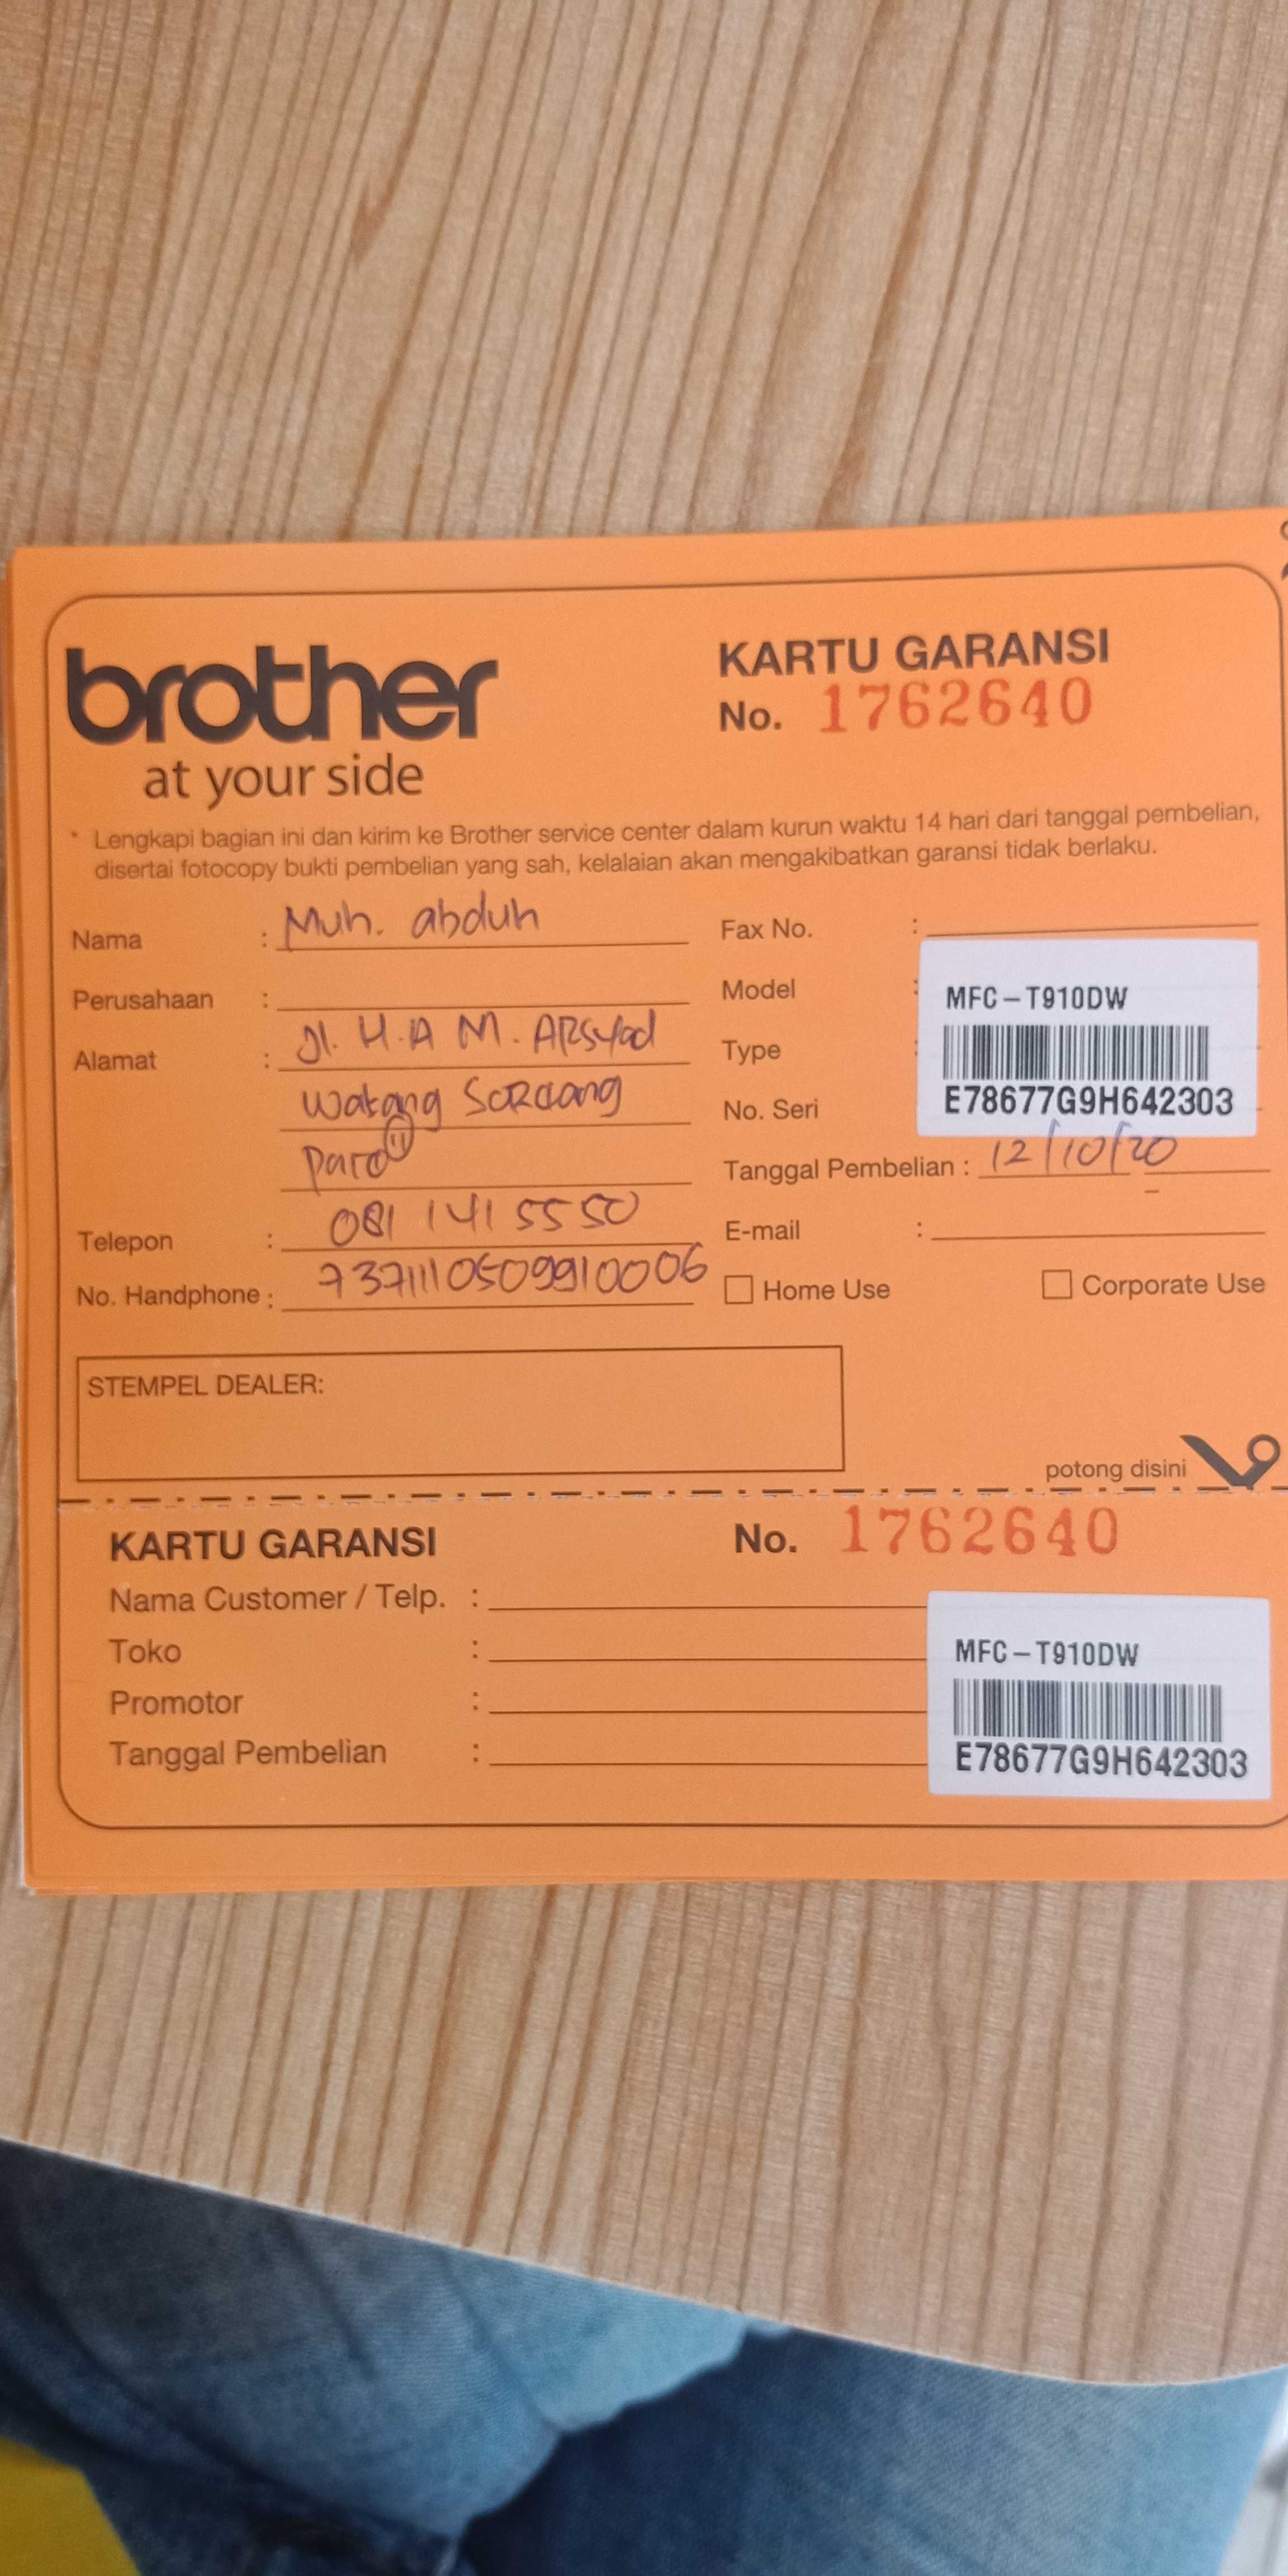 brother
at your side
KARTU GARANSI
No. 1762640
* Lengkapi bagian ini dan kirim ke Brother service center dalam kurun waktu 14 hari dari tanggal pembelian,
disertai fotocopy bukti pembelian yang sah, kelalaian akan mengakibatkan garansi tidak berlaku.
Nama : Muh. abduh
Perusahaan :
Alamat : Jl. H.A M. ARSyad
Watang Soreang
Pare
Telepon : 081 141 5550
No. Handphone : 7371110509910006
Fax No. :
Model : MFC-T910DW
Type :
No. Seri E78677G9H642303
Tanggal Pembelian : 12/10/20
E-mail :
Home Use Corporate Use
STEMPEL DEALER:
potong disini
KARTU GARANSI No. 1762640
Nama Customer / Telp. :
Toko :
Promotor :
Tanggal Pembelian :
MFC-T910DW
E78677G9H642303